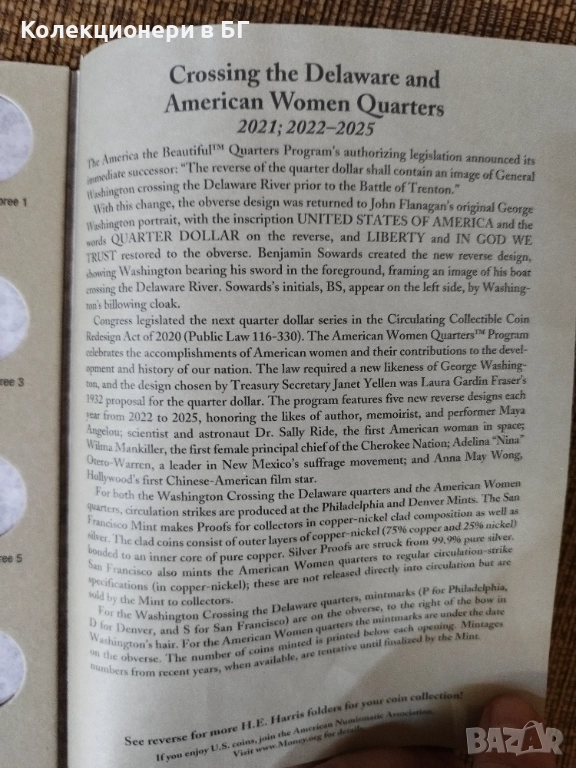 Колекционери в БГ
Crossing the Delaware and
American Women Quarters
2021; 2022–2025
The America the Beautiful™ Quarters Program's authorizing legislation announced its
immediate successor: "The reverse of the quarter dollar shall contain an image of General
Washington crossing the Delaware River prior to the Battle of Trenton."
With this change, the obverse design was returned to John Flanagan's original George
Washington portrait, with the inscription UNITED STATES OF AMERICA and the
words QUARTER DOLLAR on the reverse, and LIBERTY and IN GOD WE
TRUST restored to the obverse. Benjamin Sowards created the new reverse design,
showing Washington bearing his sword in the foreground, framing an image of his boat
crossing the Delaware River. Sowards's initials, BS, appear on the left side, by Washing-
ton's billowing cloak.
Congress legislated the next quarter dollar series in the Circulating Collectible Coin
Redesign Act of 2020 (Public Law 116-330). The American Women Quarters™ Program
celebrates the accomplishments of American women and their contributions to the devel-
opment and history of our nation. The law required a new likeness of George Washing-
ton, and the design chosen by Treasury Secretary Janet Yellen was Laura Gardin Fraser's
1932 proposal for the quarter dollar. The program features five new reverse designs each
year from 2022 to 2025, honoring the likes of author, memoirist, and performer Maya
Angelou; scientist and astronaut Dr. Sally Ride, the first American woman in space;
Wilma Mankiller, the first female principal chief of the Cherokee Nation; Adelina "Nina"
Otero-Warren, a leader in New Mexico's suffrage movement; and Anna May Wong,
Hollywood's first Chinese-American film star.
For both the Washington Crossing the Delaware quarters and the American Women
quarters, circulation strikes are produced at the Philadelphia and Denver Mints. The San
Francisco Mint makes Proofs for collectors in copper-nickel clad composition as well as
silver. The clad coins consist of outer layers of copper-nickel (75% copper and 25% nickel)
bonded to an inner core of pure copper. Silver Proofs are struck from 99.9% pure silver.
San Francisco also mints the American Women quarters to regular circulation-strike
specifications (in copper-nickel); these are not released directly into circulation but are
sold by the Mint to collectors.
For the Washington Crossing the Delaware quarters, mintmarks (P for Philadelphia,
D for Denver, and S for San Francisco) are on the obverse, to the right of the bow in
Washington's hair. For the American Women quarters the mintmarks are under the date
on the obverse. The number of coins minted is printed below each opening. Mintages
numbers from recent years, when available, are tentative until finalized by the Mint.
See reverse for more H.E. Harris folders for your coin collection!
If you enjoy U.S. coins, join the American Numismatic Association.
Visit www.Money.org for details.
ree 1
ree 3
ree 5
BAZAR